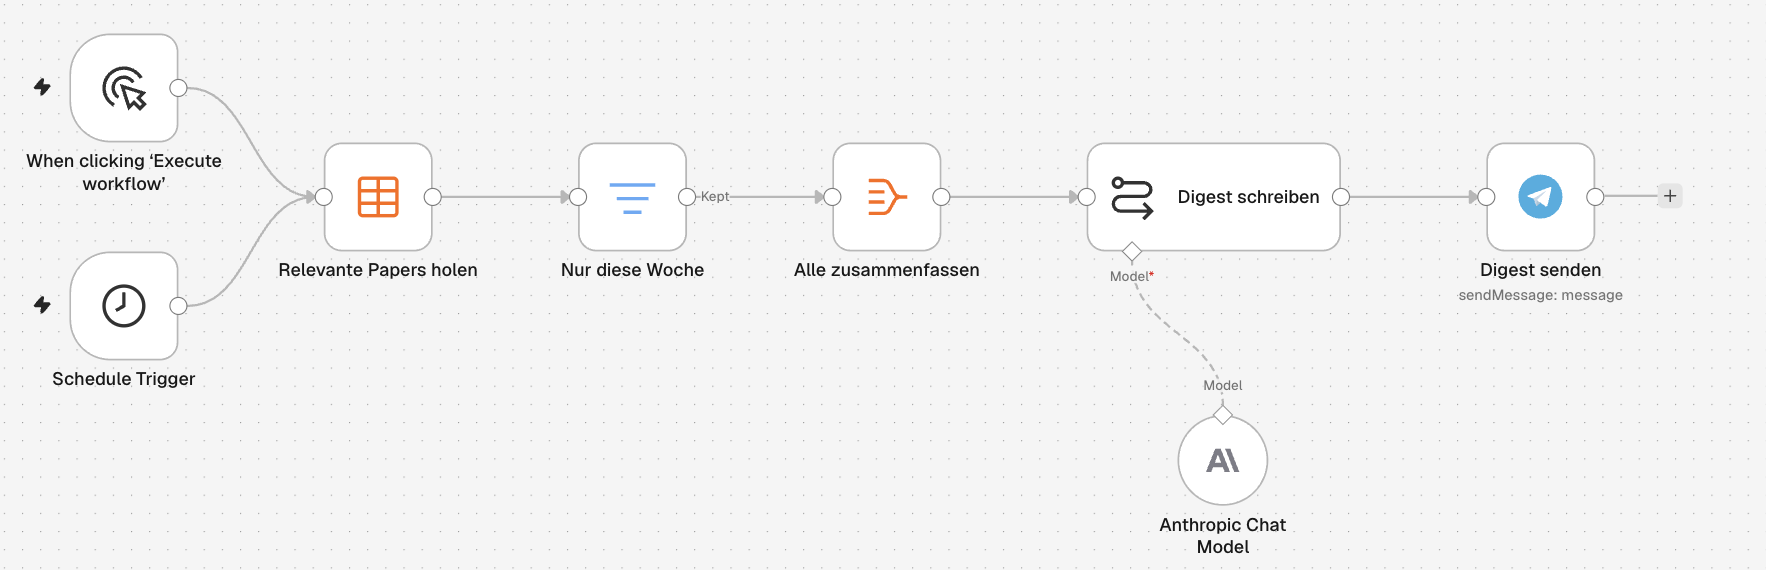 When clicking ‘Execute
workflow’
Schedule Trigger
Relevante Papers holen
Nur diese Woche
Kept
Alle zusammenfassen
Digest schreiben
Model*
Model
Anthropic Chat
Model
Digest senden
sendMessage: message